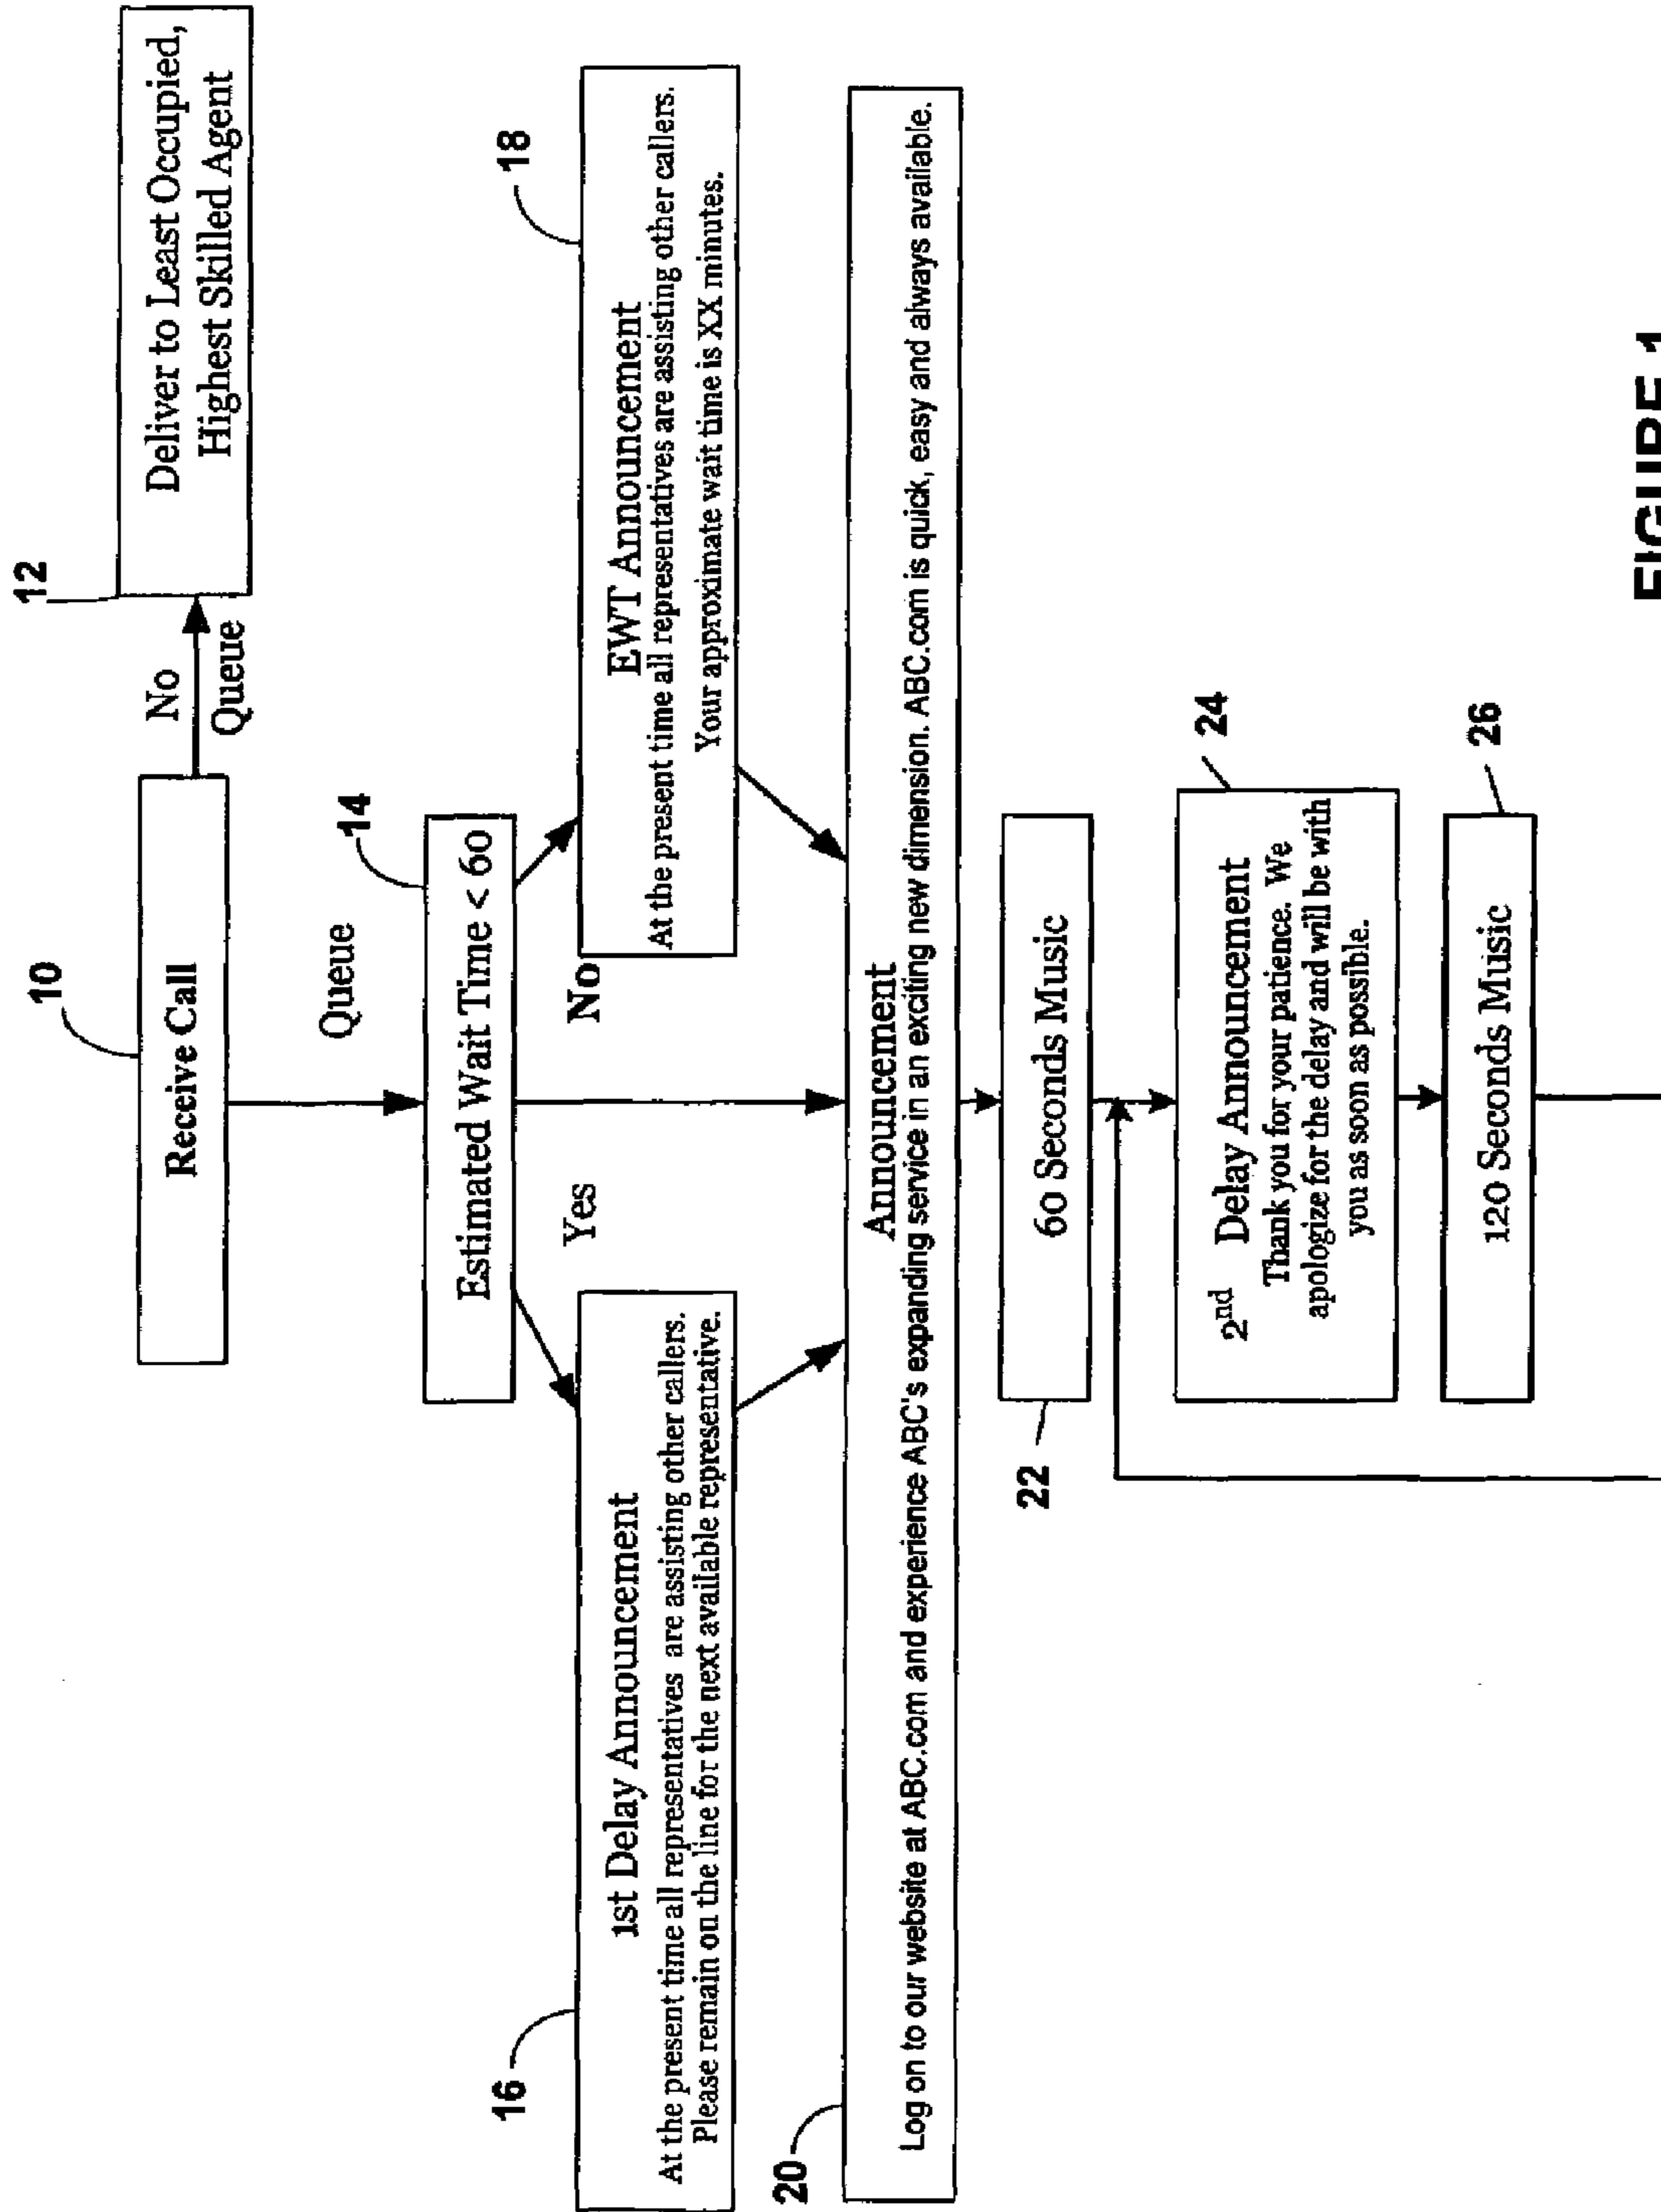 10
Receive Call
No
Queue
12
Deliver to Least Occupied,
Highest Skilled Agent
Queue
14
Estimated Wait Time < 60
Yes
No
16
1st Delay Announcement
At the present time all representatives are assisting other callers.
Please remain on the line for the next available representative.
18
EWT Announcement
At the present time all representatives are assisting other callers.
Your approximate wait time is XX minutes.
20
Announcement
Log on to our website at ABC.com and experience ABC's expanding service in an exciting new dimension. ABC.com is quick, easy and always available.
22
60 Seconds Music
24
2nd Delay Announcement
Thank you for your patience. We
apologize for the delay and will be with
you as soon as possible.
26
120 Seconds Music
FIGURE 1